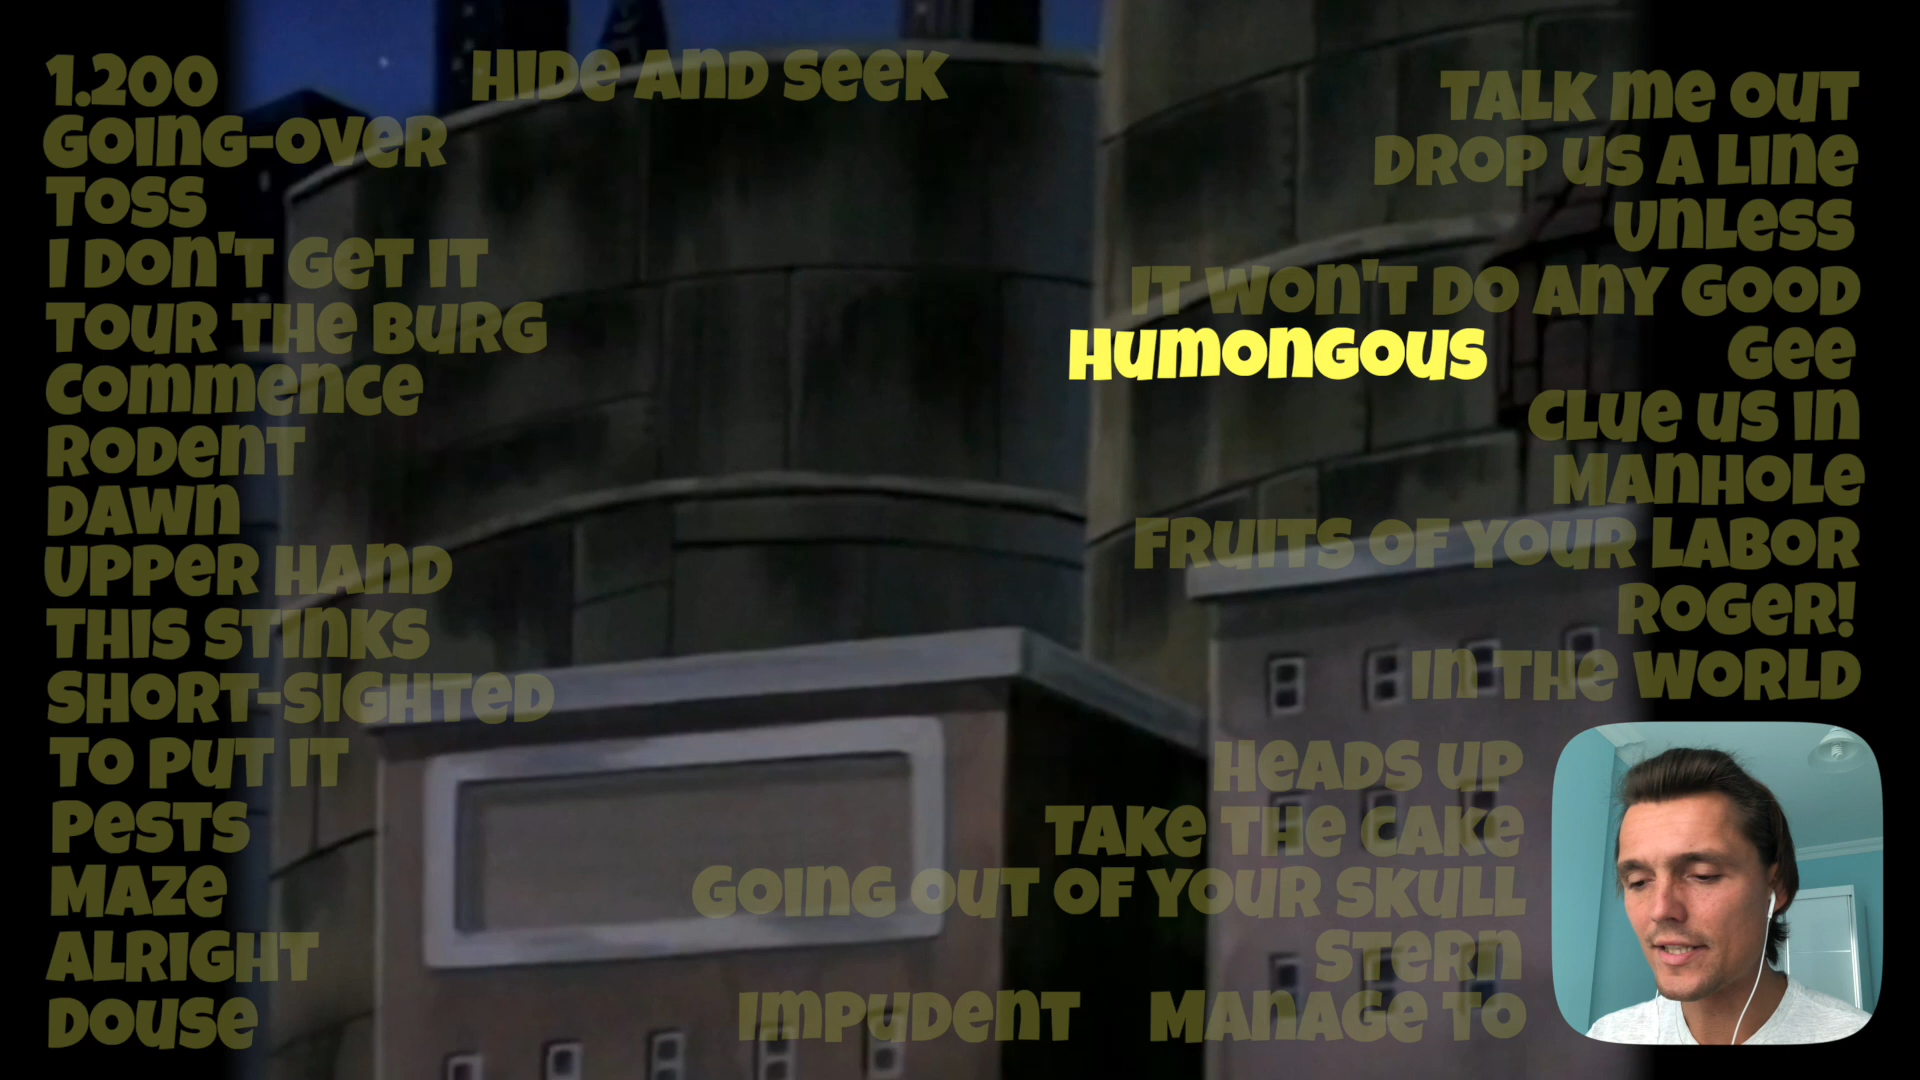 1.200
GOING-OVER
TOSS
I DON'T GET IT
TOUR THE BURG
COMMENCE
RODENT
DAWN
UPPER HAND
THIS STINKS
SHORT-SIGHTED
TO PUT IT
PESTS
MAZE
ALRIGHT
DOUSE
HIDE AND SEEK
TALK ME OUT
DROP US A LINE
UNLESS
IT WON'T DO ANY GOOD
HUMONGOUS
GEE
CLUE US IN
MANHOLE
FRUITS OF YOUR LABOR
ROGER!
IN THE WORLD
HEADS UP
TAKE THE CAKE
GOING OUT OF YOUR SKULL
STERN
IMPUDENT
MANAGE TO